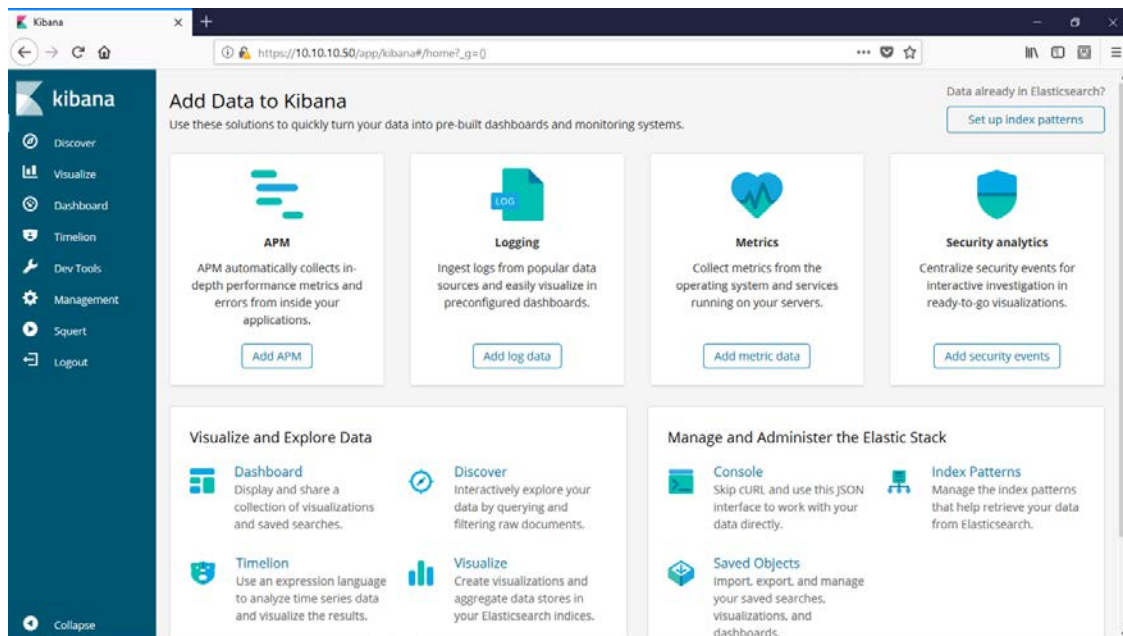 Kibana
https://10.10.10.50/app/kibana#/home?_g=()
kibana
Discover
Visualize
Dashboard
Timelion
Dev Tools
Management
Squert
Logout
Collapse
Add Data to Kibana
Use these solutions to quickly turn your data into pre-built dashboards and monitoring systems.
Data already in Elasticsearch?
Set up index patterns
APM
APM automatically collects in-
depth performance metrics and
errors from inside your
applications.
Add APM
LOG
Logging
Ingest logs from popular data
sources and easily visualize in
preconfigured dashboards.
Add log data
Metrics
Collect metrics from the
operating system and services
running on your servers.
Add metric data
Security analytics
Centralize security events for
interactive investigation in
ready-to-go visualizations.
Add security events
Visualize and Explore Data
Dashboard
Display and share a
collection of visualizations
and saved searches.
Discover
Interactively explore your
data by querying and
filtering raw documents.
Timelion
Use an expression language
to analyze time series data
and visualize the results.
Visualize
Create visualizations and
aggregate data stores in
your Elasticsearch indices.
Manage and Administer the Elastic Stack
Console
Skip cURL and use this JSON
interface to work with your
data directly.
Index Patterns
Manage the index patterns
that help retrieve your data
from Elasticsearch.
Saved Objects
Import, export, and manage
your saved searches,
visualizations, and
dashboards.